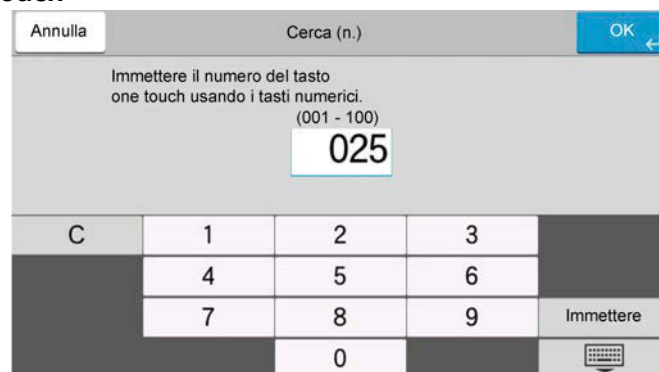 Annulla Cerca (n.) OK
Immettere il numero del tasto
one touch usando i tasti numerici.
(001 - 100)
025
C 1 2 3
4 5 6
7 8 9 Immettere
0